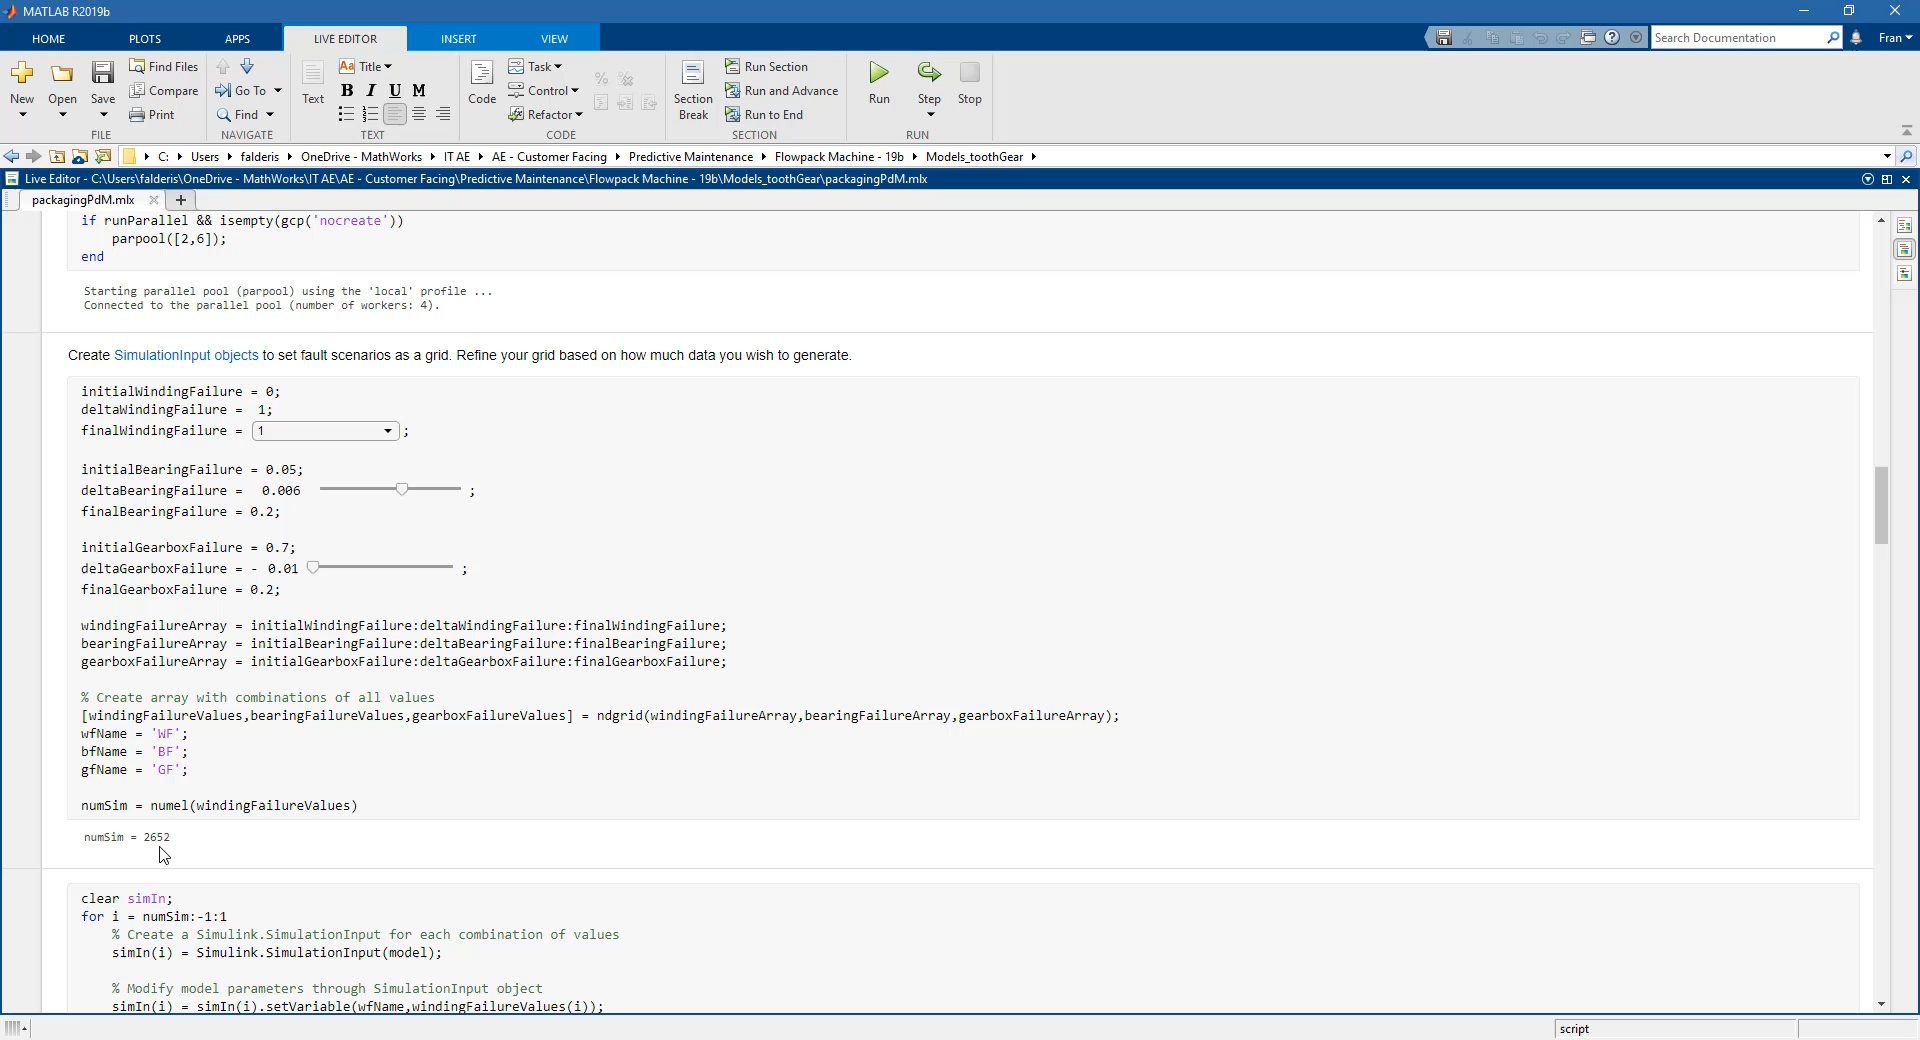 MATLAB R2019b
HOME PLOTS APPS LIVE EDITOR INSERT VIEW Search Documentation Fran
New Open Save Find Files Compare Print
FILE
Go To Find
NAVIGATE
Text Title B I U M
TEXT
Code Task Control Refactor
CODE
Section Break Run Section Run and Advance Run to End
SECTION
Run Step Stop
RUN
C: Users falderis OneDrive - MathWorks IT AE AE - Customer Facing Predictive Maintenance Flowpack Machine - 19b Models_toothGear
Live Editor - C:\Users\falderis\OneDrive - MathWorks\IT AE\AE - Customer Facing\Predictive Maintenance\Flowpack Machine - 19b\Models_toothGear\packagingPdM.mlx
packagingPdM.mlx
if runParallel && isempty(gcp('nocreate'))
parpool([2,6]);
end
Starting parallel pool (parpool) using the 'local' profile ...
Connected to the parallel pool (number of workers: 4).
Create SimulationInput objects to set fault scenarios as a grid. Refine your grid based on how much data you wish to generate.
initialWindingFailure = 0;
deltaWindingFailure = 1;
finalWindingFailure = 1 ;
initialBearingFailure = 0.05;
deltaBearingFailure = 0.006 ;
finalBearingFailure = 0.2;
initialGearboxFailure = 0.7;
deltaGearboxFailure = - 0.01 ;
finalGearboxFailure = 0.2;
windingFailureArray = initialWindingFailure:deltaWindingFailure:finalWindingFailure;
bearingFailureArray = initialBearingFailure:deltaBearingFailure:finalBearingFailure;
gearboxFailureArray = initialGearboxFailure:deltaGearboxFailure:finalGearboxFailure;
% Create array with combinations of all values
[windingFailureValues,bearingFailureValues,gearboxFailureValues] = ndgrid(windingFailureArray,bearingFailureArray,gearboxFailureArray);
wfName = 'WF';
bfName = 'BF';
gfName = 'GF';
numSim = numel(windingFailureValues)
numSim = 2652
clear simIn;
for i = numSim:-1:1
% Create a Simulink.SimulationInput for each combination of values
simIn(i) = Simulink.SimulationInput(model);
% Modify model parameters through SimulationInput object
simIn(i) = simIn(i).setVariable(wfName,windingFailureValues(i));
script